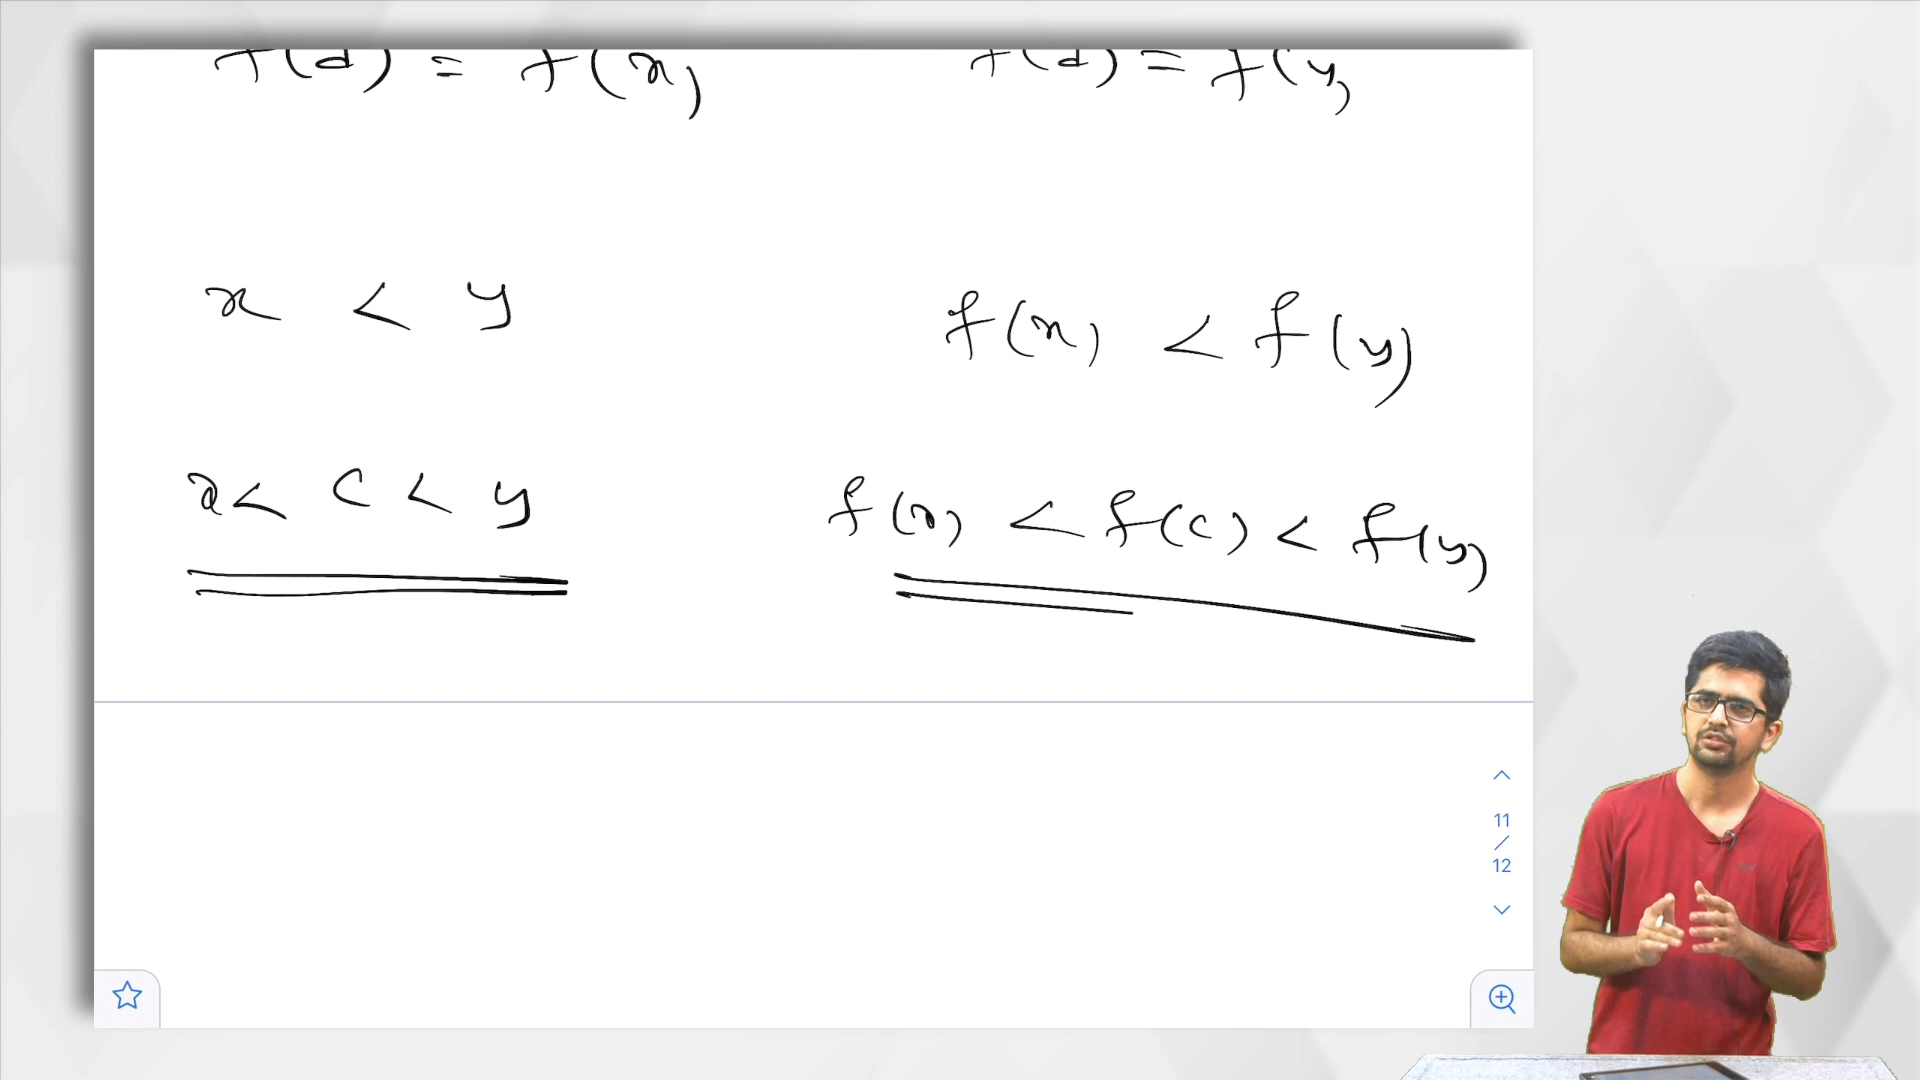 f(d) = f(x) f(d) = f(y)
x < y f(x) < f(y)
x < c < y f(x) < f(c) < f(y)
11
/
12